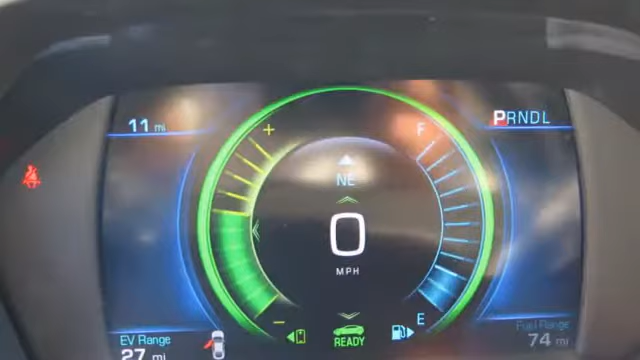 11 mi
PRNDL
+
F
NE
0
MPH
-
E
READY
EV Range
27 mi
Fuel Range
74 mi